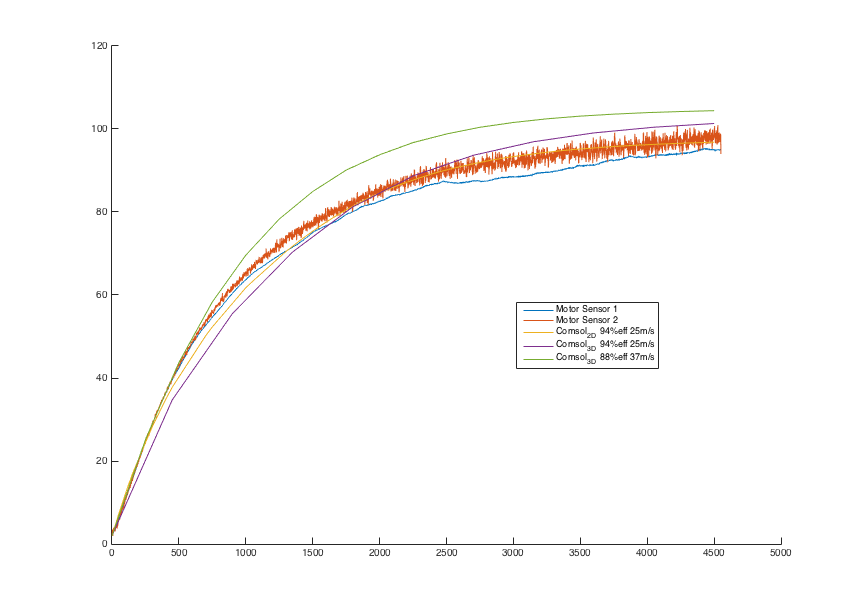 120
100
80
60
40
20
0
0 500 1000 1500 2000 2500 3000 3500 4000 4500 5000
Motor Sensor 1
Motor Sensor 2
Comsol2D 94%eff 25m/s
Comsol3D 94%eff 25m/s
Comsol3D 88%eff 37m/s